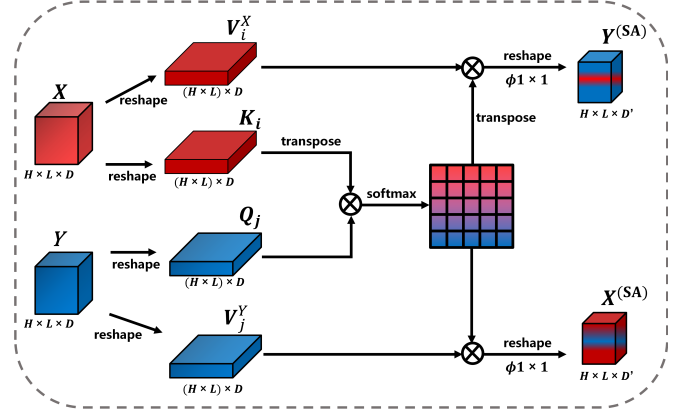 V_i^X
Y^(SA)
X
reshape
(H × L) × D
reshape
ϕ1 × 1
H × L × D'
K_i
transpose
transpose
H × L × D
reshape
(H × L) × D
softmax
Q_j
Y
reshape
(H × L) × D
X^(SA)
H × L × D
reshape
V_j^Y
reshape
ϕ1 × 1
H × L × D'
(H × L) × D